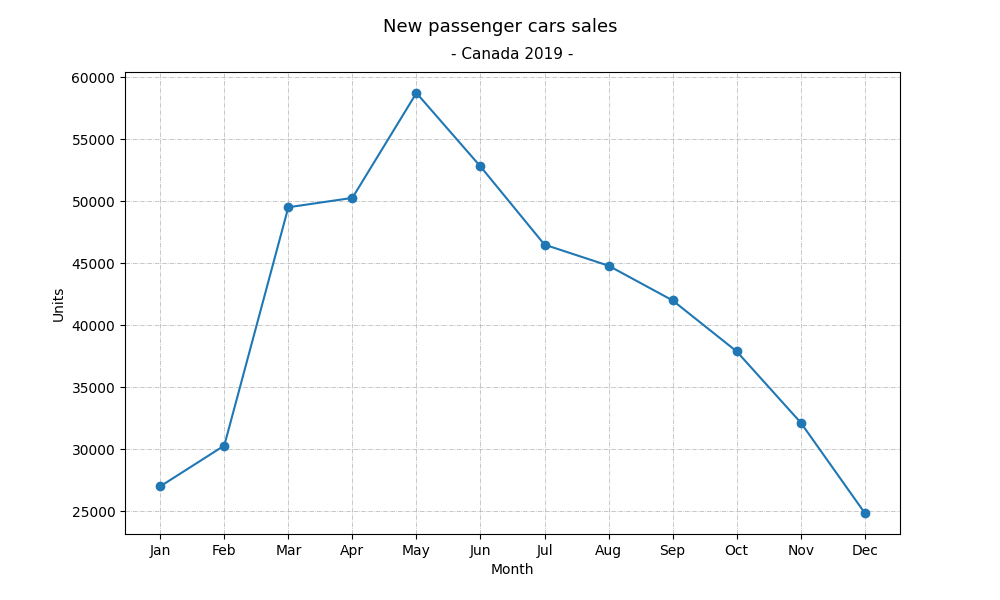 New passenger cars sales
- Canada 2019 -
60000
55000
50000
45000
40000
35000
30000
25000
Units
Jan Feb Mar Apr May Jun Jul Aug Sep Oct Nov Dec
Month